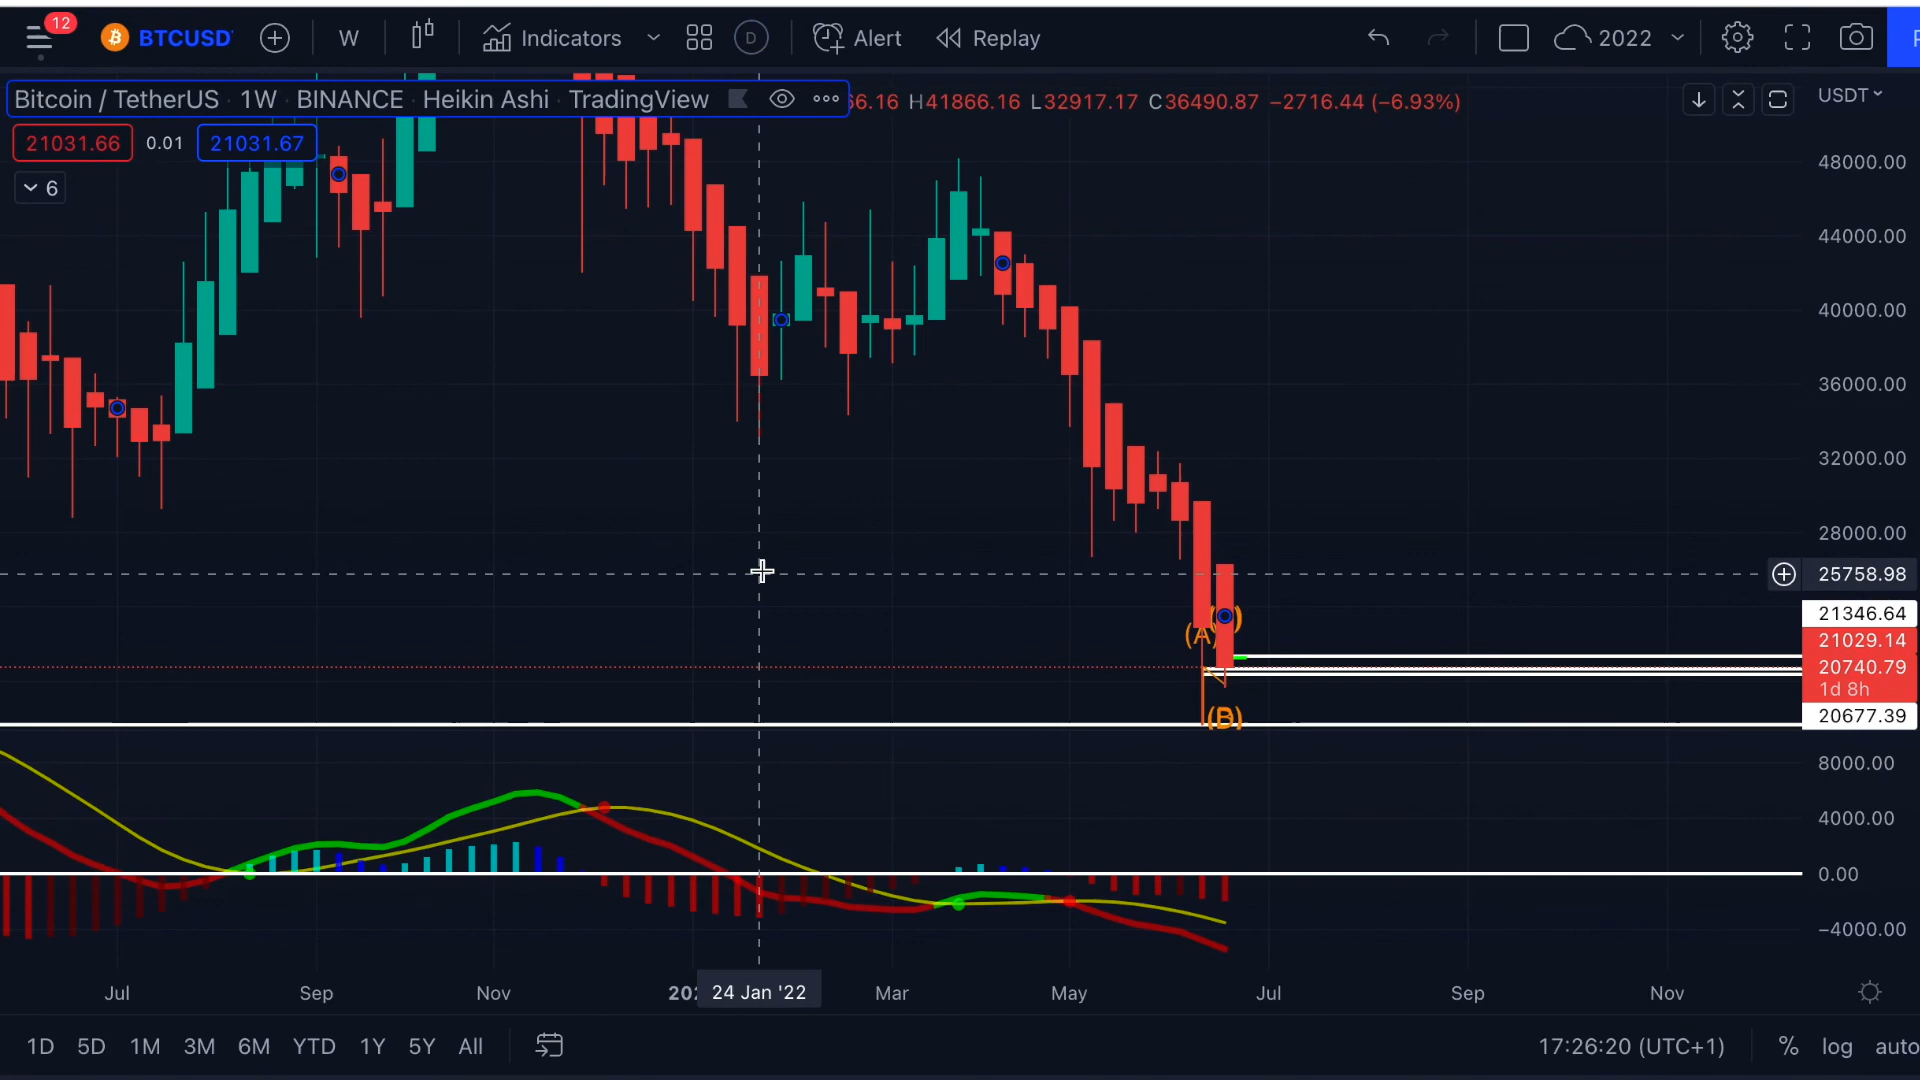 12
BTCUSD W Indicators D Alert Replay 2022
Bitcoin / TetherUS · 1W · BINANCE · Heikin Ashi · TradingView 66.16 H41866.16 L32917.17 C36490.87 −2716.44 (−6.93%) USDT
21031.66 0.01 21031.67
6
48000.00
44000.00
40000.00
36000.00
32000.00
28000.00
25758.98
21346.64
(A)
21029.14
20740.79
1d 8h
20677.39
(B)
8000.00
4000.00
0.00
−4000.00
Jul Sep Nov 202 24 Jan '22 Mar May Jul Sep Nov
1D 5D 1M 3M 6M YTD 1Y 5Y All 17:26:20 (UTC+1) % log auto